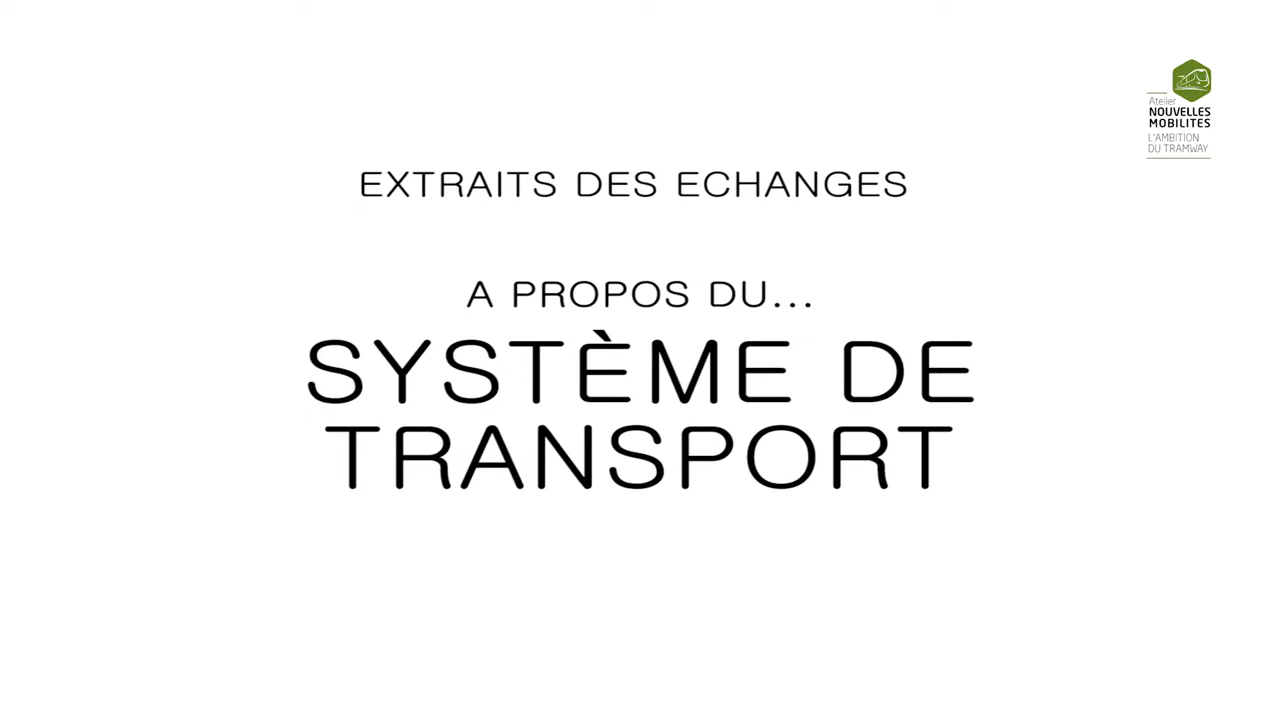 Atelier
NOUVELLES
MOBILITES
L'AMBITION
DU TRAMWAY
EXTRAITS DES ECHANGES
A PROPOS DU...
SYSTÈME DE
TRANSPORT